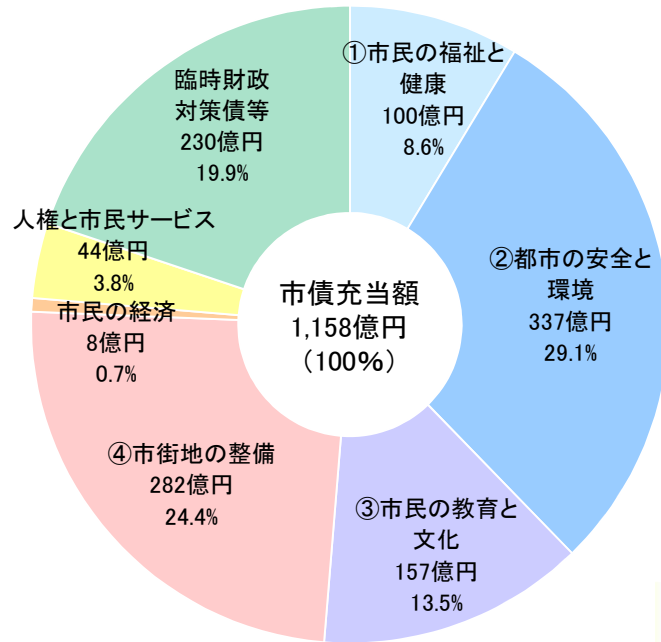 ①市民の福祉と
健康
100億円
8.6%
②都市の安全と
環境
337億円
29.1%
③市民の教育と
文化
157億円
13.5%
④市街地の整備
282億円
24.4%
市民の経済
8億円
0.7%
人権と市民サービス
44億円
3.8%
臨時財政
対策債等
230億円
19.9%
市債充当額
1,158億円
(100%)